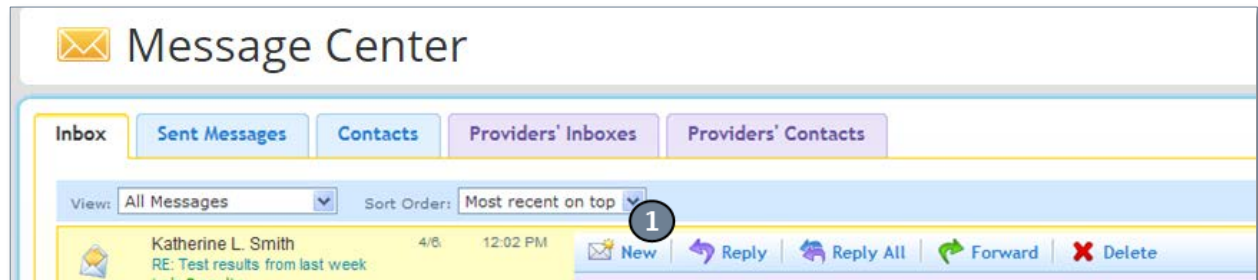 Message Center
Inbox Sent Messages Contacts Providers' Inboxes Providers' Contacts
View: All Messages Sort Order: Most recent on top
1
Katherine L. Smith 4/6. 12:02 PM New Reply Reply All Forward Delete
RE: Test results from last week